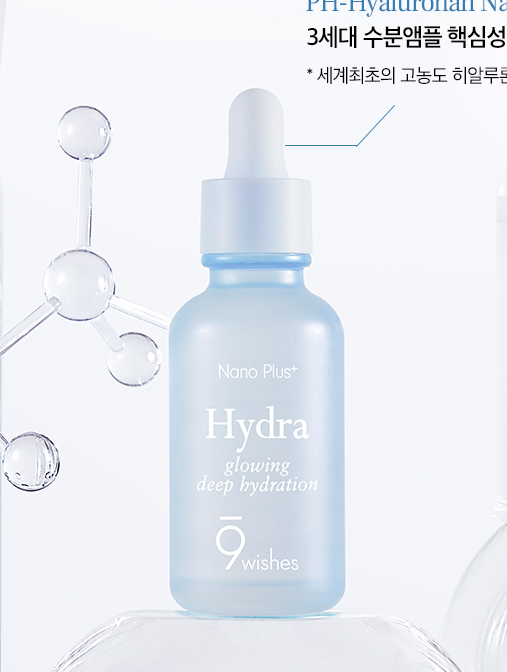 PH-Hyaluronan Na
3세대 수분앰플 핵심성
* 세계최초의 고농도 히알루론
Nano Plus+
Hydra
glowing
deep hydration
9wishes